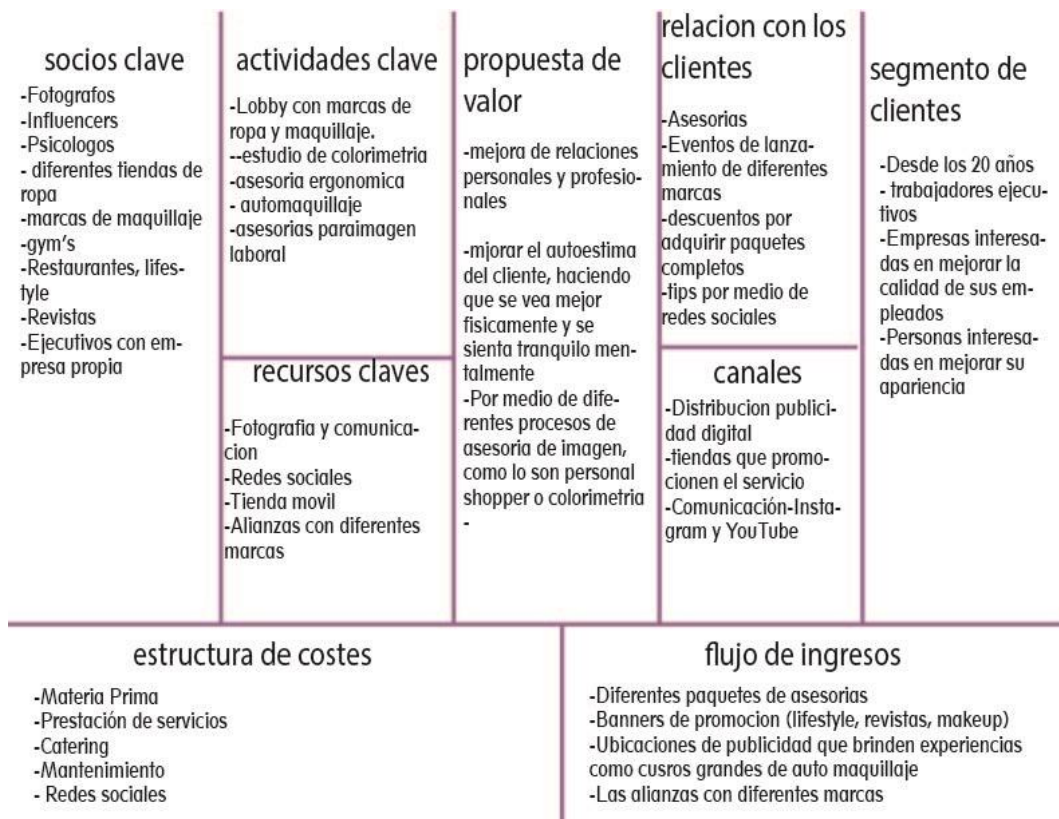 socios clave
-Fotografos
-Influencers
-Psicologos
- diferentes tiendas de
ropa
-marcas de maquillaje
-gym's
-Restaurantes, lifes-
tyle
-Revistas
-Ejecutivos con em-
presa propia
actividades clave
-Lobby con marcas de
ropa y maquillaje.
--estudio de colorimetria
-asesoria ergonomica
- automaquillaje
-asesorias paraimagen
laboral
recursos claves
-Fotografia y comunica-
cion
-Redes sociales
-Tienda movil
-Alianzas con diferentes
marcas
propuesta de
valor
-mejora de relaciones
personales y profesio-
nales
-mjorar el autoestima
del cliente, haciendo
que se vea mejor
fisicamente y se
sienta tranquilo men-
talmente
-Por medio de dife-
rentes procesos de
asesoria de imagen,
como lo son personal
shopper o colorimetria
-
relacion con los
clientes
-Asesorias
-Eventos de lanza-
miento de diferentes
marcas
-descuentos por
adquirir paquetes
completos
-tips por medio de
redes sociales
canales
-Distribucion publici-
dad digital
-tiendas que promo-
cionen el servicio
-Comunicación-Insta-
gram y YouTube
segmento de
clientes
-Desde los 20 años
- trabajadores ejecu-
tivos
-Empresas interesa-
das en mejorar la
calidad de sus em-
pleados
-Personas interesa-
das en mejorar su
apariencia
estructura de costes
-Materia Prima
-Prestación de servicios
-Catering
-Mantenimiento
- Redes sociales
flujo de ingresos
-Diferentes paquetes de asesorias
-Banners de promocion (lifestyle, revistas, makeup)
-Ubicaciones de publicidad que brinden experiencias
como cusros grandes de auto maquillaje
-Las alianzas con diferentes marcas